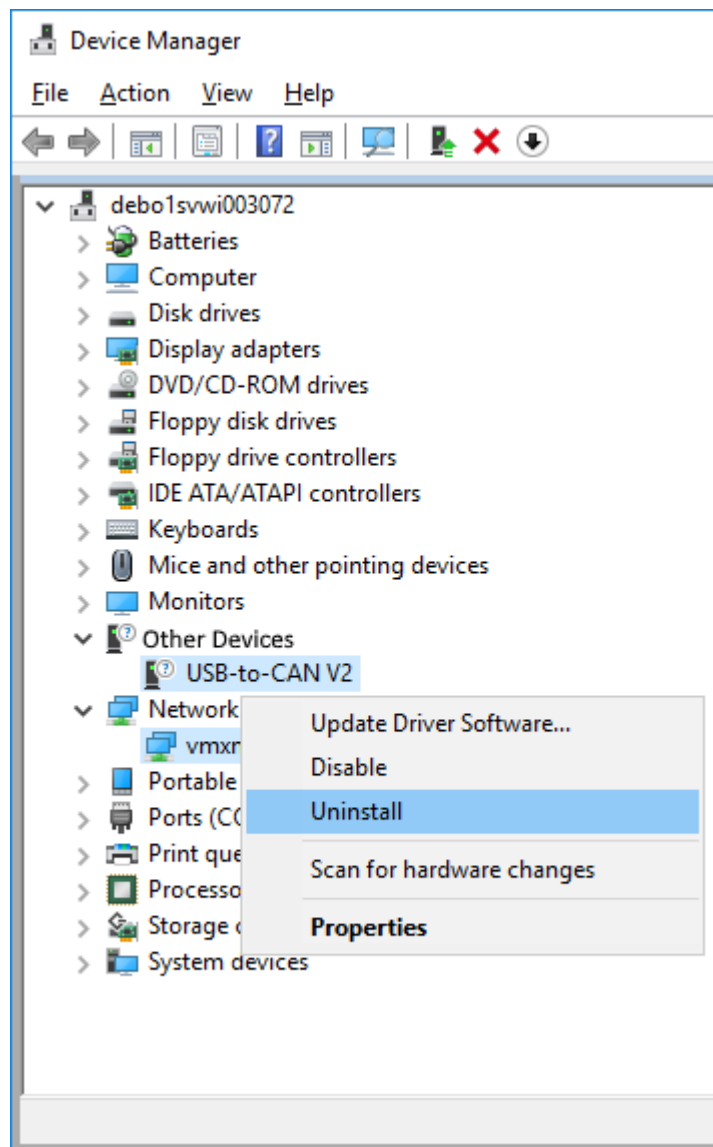 Device Manager
File Action View Help
debo1svwi003072
Batteries
Computer
Disk drives
Display adapters
DVD/CD-ROM drives
Floppy disk drives
Floppy drive controllers
IDE ATA/ATAPI controllers
Keyboards
Mice and other pointing devices
Monitors
Other Devices
USB-to-CAN V2
Network
Update Driver Software...
Disable
Uninstall
Scan for hardware changes
Properties
Portable
Ports
Print
Storage
System devices